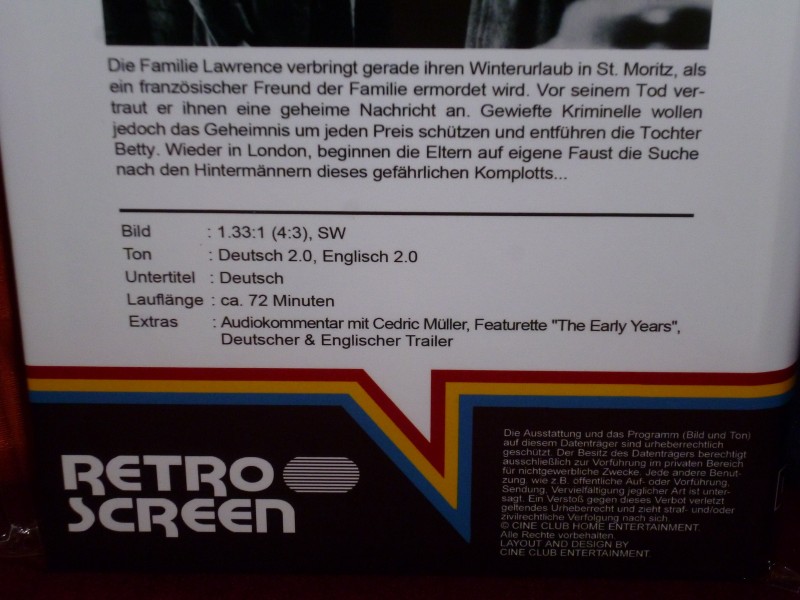 Die Familie Lawrence verbringt gerade ihren Winterurlaub in St. Moritz, als
ein französischer Freund der Familie ermordet wird. Vor seinem Tod ver-
traut er ihnen eine geheime Nachricht an. Gewiefte Kriminelle wollen
jedoch das Geheimnis um jeden Preis schützen und entführen die Tochter
Betty. Wieder in London, beginnen die Eltern auf eigene Faust die Suche
nach den Hintermännern dieses gefährlichen Komplotts...
Bild : 1.33:1 (4:3), SW
Ton : Deutsch 2.0, Englisch 2.0
Untertitel : Deutsch
Lauflänge : ca. 72 Minuten
Extras : Audiokommentar mit Cedric Müller, Featurette "The Early Years",
Deutscher & Englischer Trailer
RETRO
SCREEN
Die Ausstattung und das Programm (Bild und Ton)
auf diesem Datenträger sind urheberrechtlich
geschützt. Der Besitz des Datenträgers berechtigt
ausschließlich zur Vorführung im privaten Bereich
für nichtgewerbliche Zwecke. Jede andere Benut-
zung, wie z.B. öffentliche Auf- oder Vorführung,
Sendung, Vervielfältigung jeglicher Art ist unter-
sagt. Ein Verstoß gegen dieses Verbot verletzt
geltendes Urheberrecht und zieht straf- und/oder
zivilrechtliche Verfolgung nach sich.
© CINE CLUB HOME ENTERTAINMENT.
Alle Rechte vorbehalten.
LAYOUT AND DESIGN BY
CINE CLUB ENTERTAINMENT.